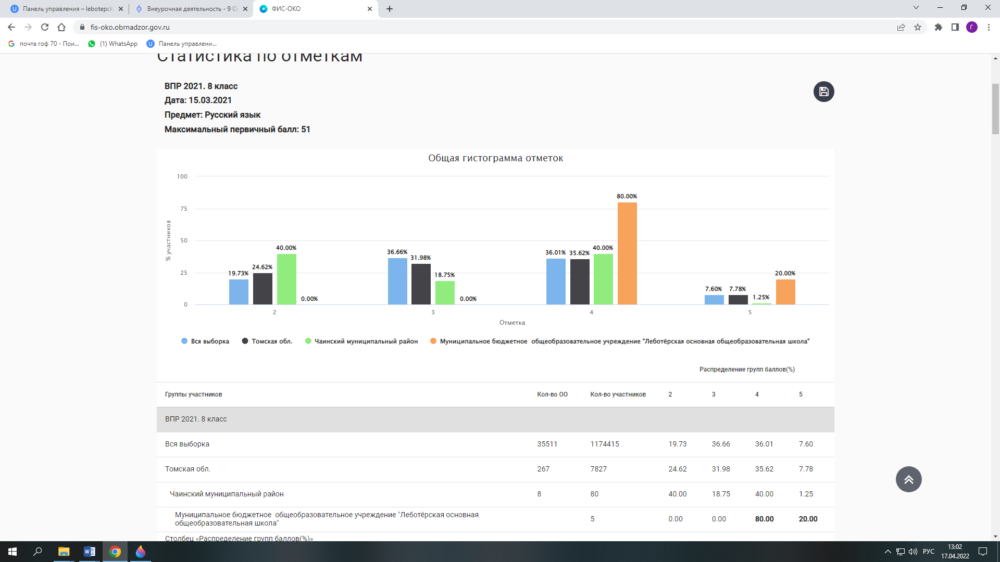 Панель управления – lebotepck
Внеурочная деятельность - 9 О
ФИС-ОКО
fis-oko.obrnadzor.gov.ru
Г
почта гоф 70 - Пои...
(1) WhatsApp
Панель управлени...
Статистика по отметкам
ВПР 2021. 8 класс
Дата: 15.03.2021
Предмет: Русский язык
Максимальный первичный балл: 51
Общая гистограмма отметок
% участников
100
75
50
25
0
19.73% 24.62% 40.00% 0.00%
36.66% 31.98% 18.75% 0.00%
36.01% 35.62% 40.00% 80.00%
7.60% 7.78% 1.25% 20.00%
2 3 4 5
Отметка
Вся выборка Томская обл. Чаинский муниципальный район Муниципальное бюджетное общеобразовательное учреждение "Леботёрская основная общеобразовательная школа"
Распределение групп баллов(%)
Группы участников Кол-во ОО Кол-во участников 2 3 4 5
ВПР 2021. 8 класс
Вся выборка 35511 1174415 19.73 36.66 36.01 7.60
Томская обл. 267 7827 24.62 31.98 35.62 7.78
Чаинский муниципальный район 8 80 40.00 18.75 40.00 1.25
Муниципальное бюджетное общеобразовательное учреждение "Леботёрская основная
общеобразовательная школа" 5 0.00 0.00 80.00 20.00
Столбец «Распределение групп баллов(%)»
РУС
13:02
17.04.2022